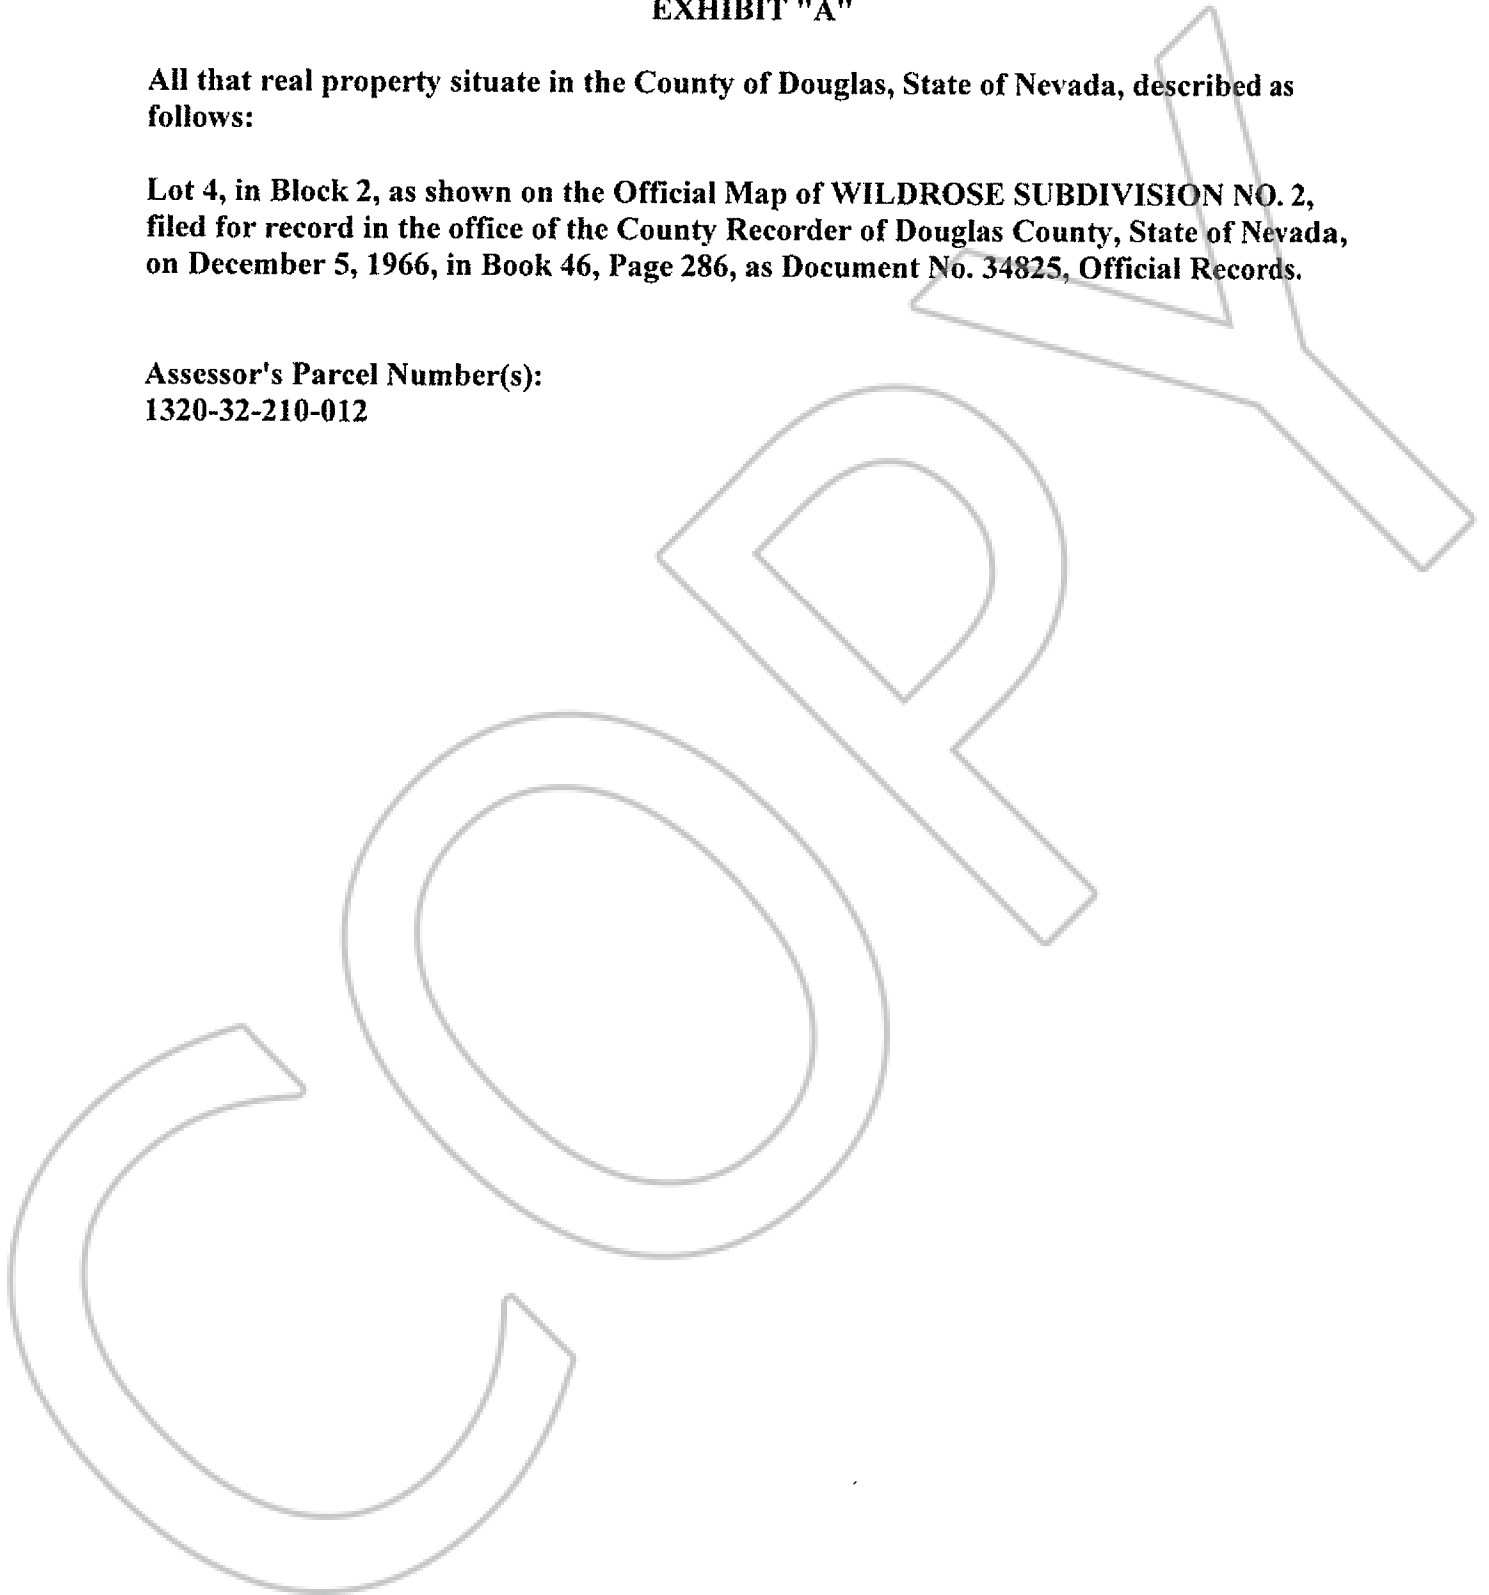 EXHIBIT "A"
All that real property situate in the County of Douglas, State of Nevada, described as
follows:
Lot 4, in Block 2, as shown on the Official Map of WILDROSE SUBDIVISION NO. 2,
filed for record in the office of the County Recorder of Douglas County, State of Nevada,
on December 5, 1966, in Book 46, Page 286, as Document No. 34825, Official Records.
Assessor's Parcel Number(s):
1320-32-210-012
COPY